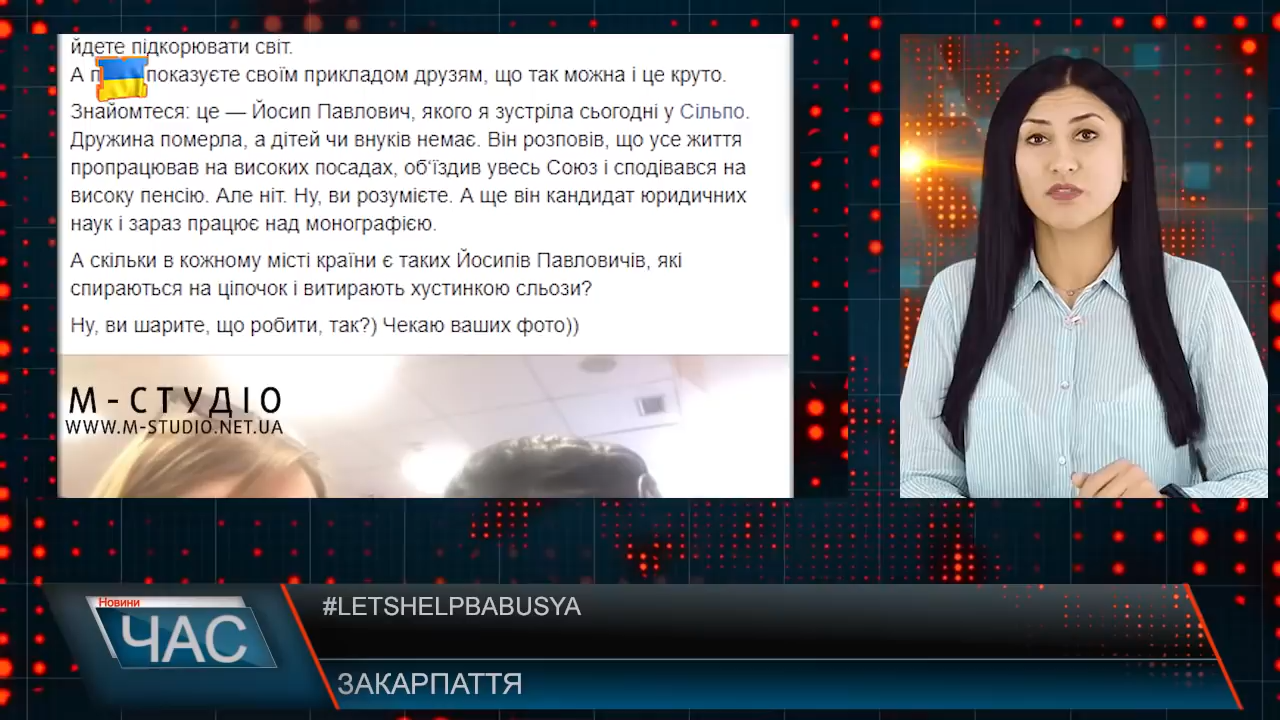 йдете підкорювати світ.
А п показуєте своїм прикладом друзям, що так можна і це круто.
Знайомтеся: це — Йосип Павлович, якого я зустріла сьогодні у Сільпо.
Дружина померла, а дітей чи внуків немає. Він розповів, що усе життя
пропрацював на високих посадах, об‘їздив увесь Союз і сподівався на
високу пенсію. Але ніт. Ну, ви розумієте. А ще він кандидат юридичних
наук і зараз працює над монографією.
А скільки в кожному місті країни є таких Йосипів Павловичів, які
спираються на ціпочок і витирають хустинкою сльози?
Ну, ви шарите, що робити, так?) Чекаю ваших фото))
М-СТУДІО
WWW.M-STUDIO.NET.UA
Новини
ЧАС
#LETSHELPBABUSYA
ЗАКАРПАТТЯ